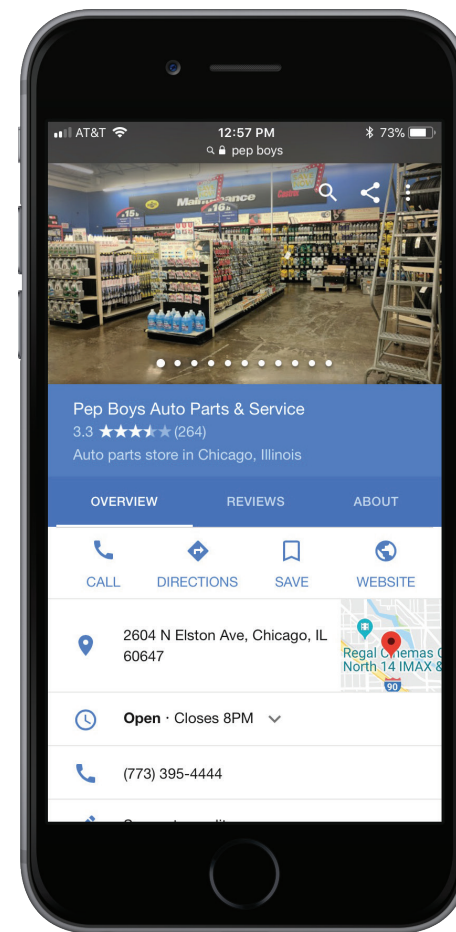 AT&T 12:57 PM 73%
pep boys
Maintenance
15a
16a
Pep Boys Auto Parts & Service
3.3 ★★★★★ (264)
Auto parts store in Chicago, Illinois
OVERVIEW REVIEWS ABOUT
CALL DIRECTIONS SAVE WEBSITE
2604 N Elston Ave, Chicago, IL
60647
Regal Cinemas
North 14 IMAX &
90
Open · Closes 8PM
(773) 395-4444